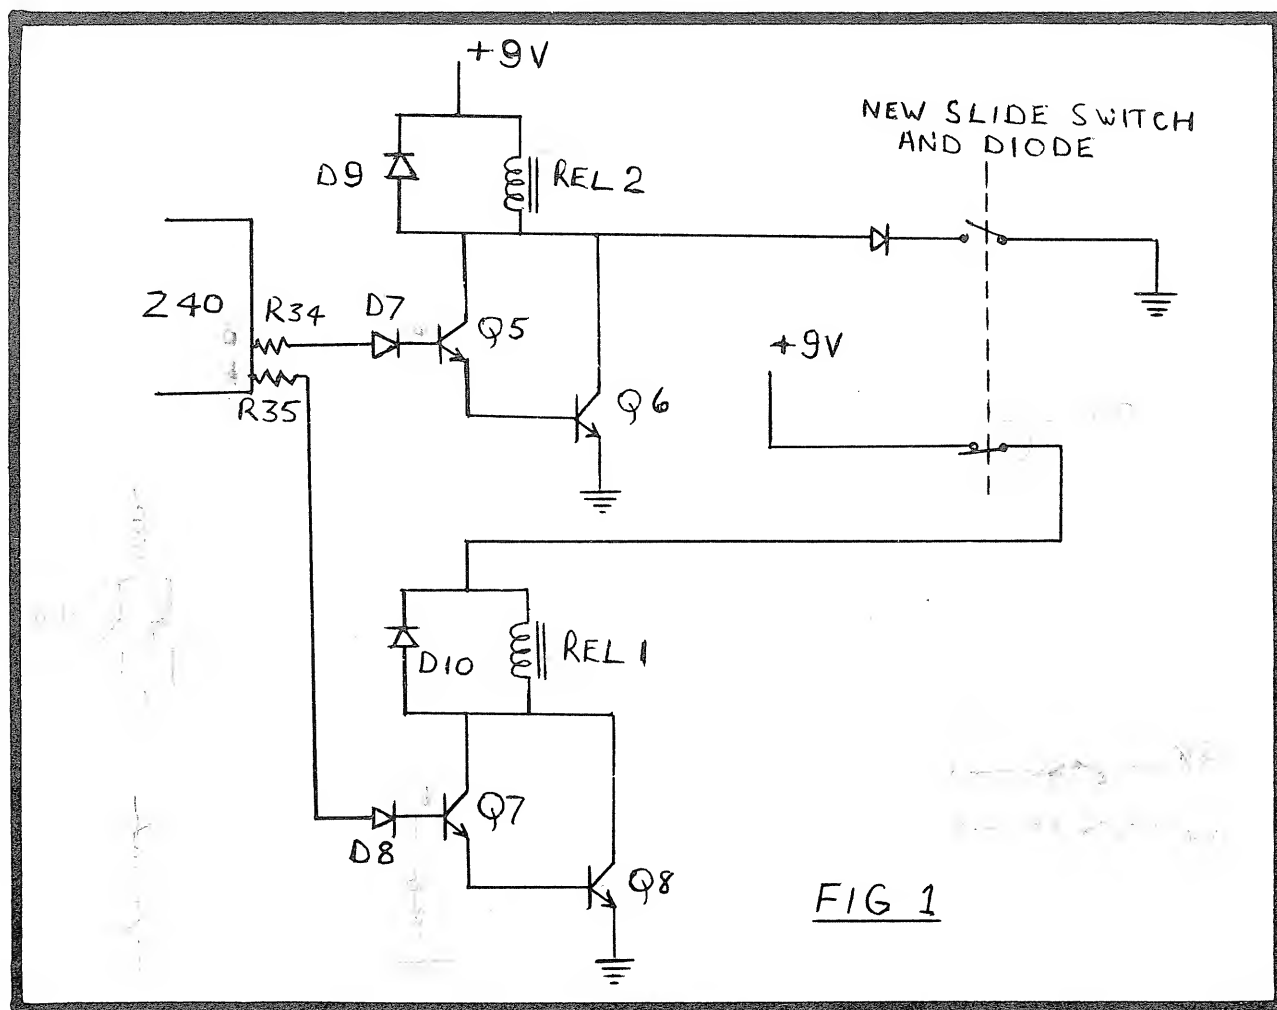 +9V
NEW SLIDE SWITCH
AND DIODE
D9
REL 2
Z40
R34
D7
Q5
+9V
R35
Q6
D10
REL 1
Q7
D8
Q8
FIG 1